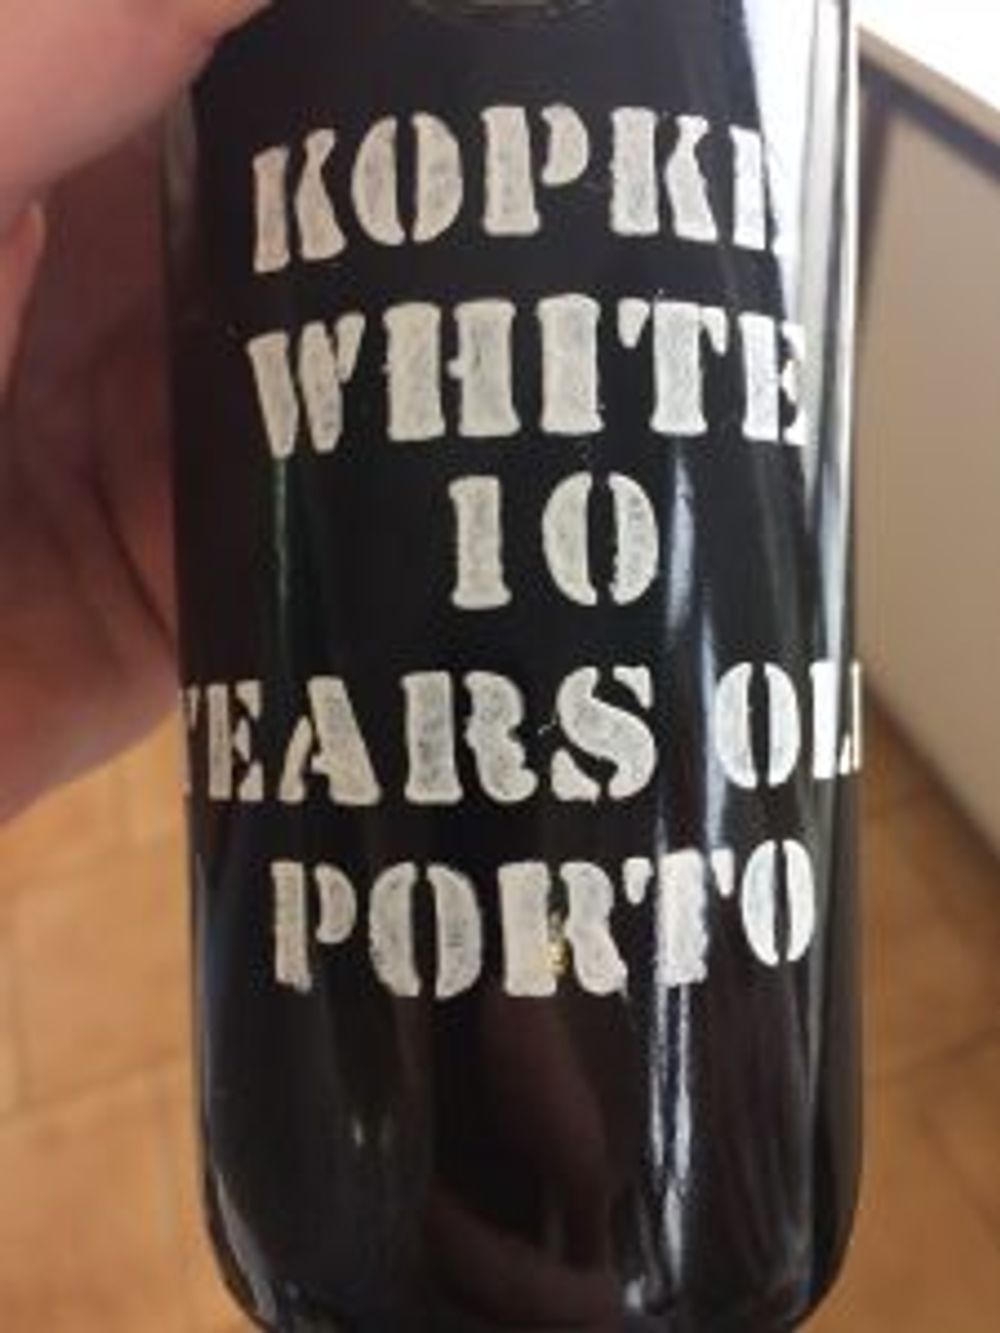 KOPKE
WHITE
10
YEARS OLD
PORTO